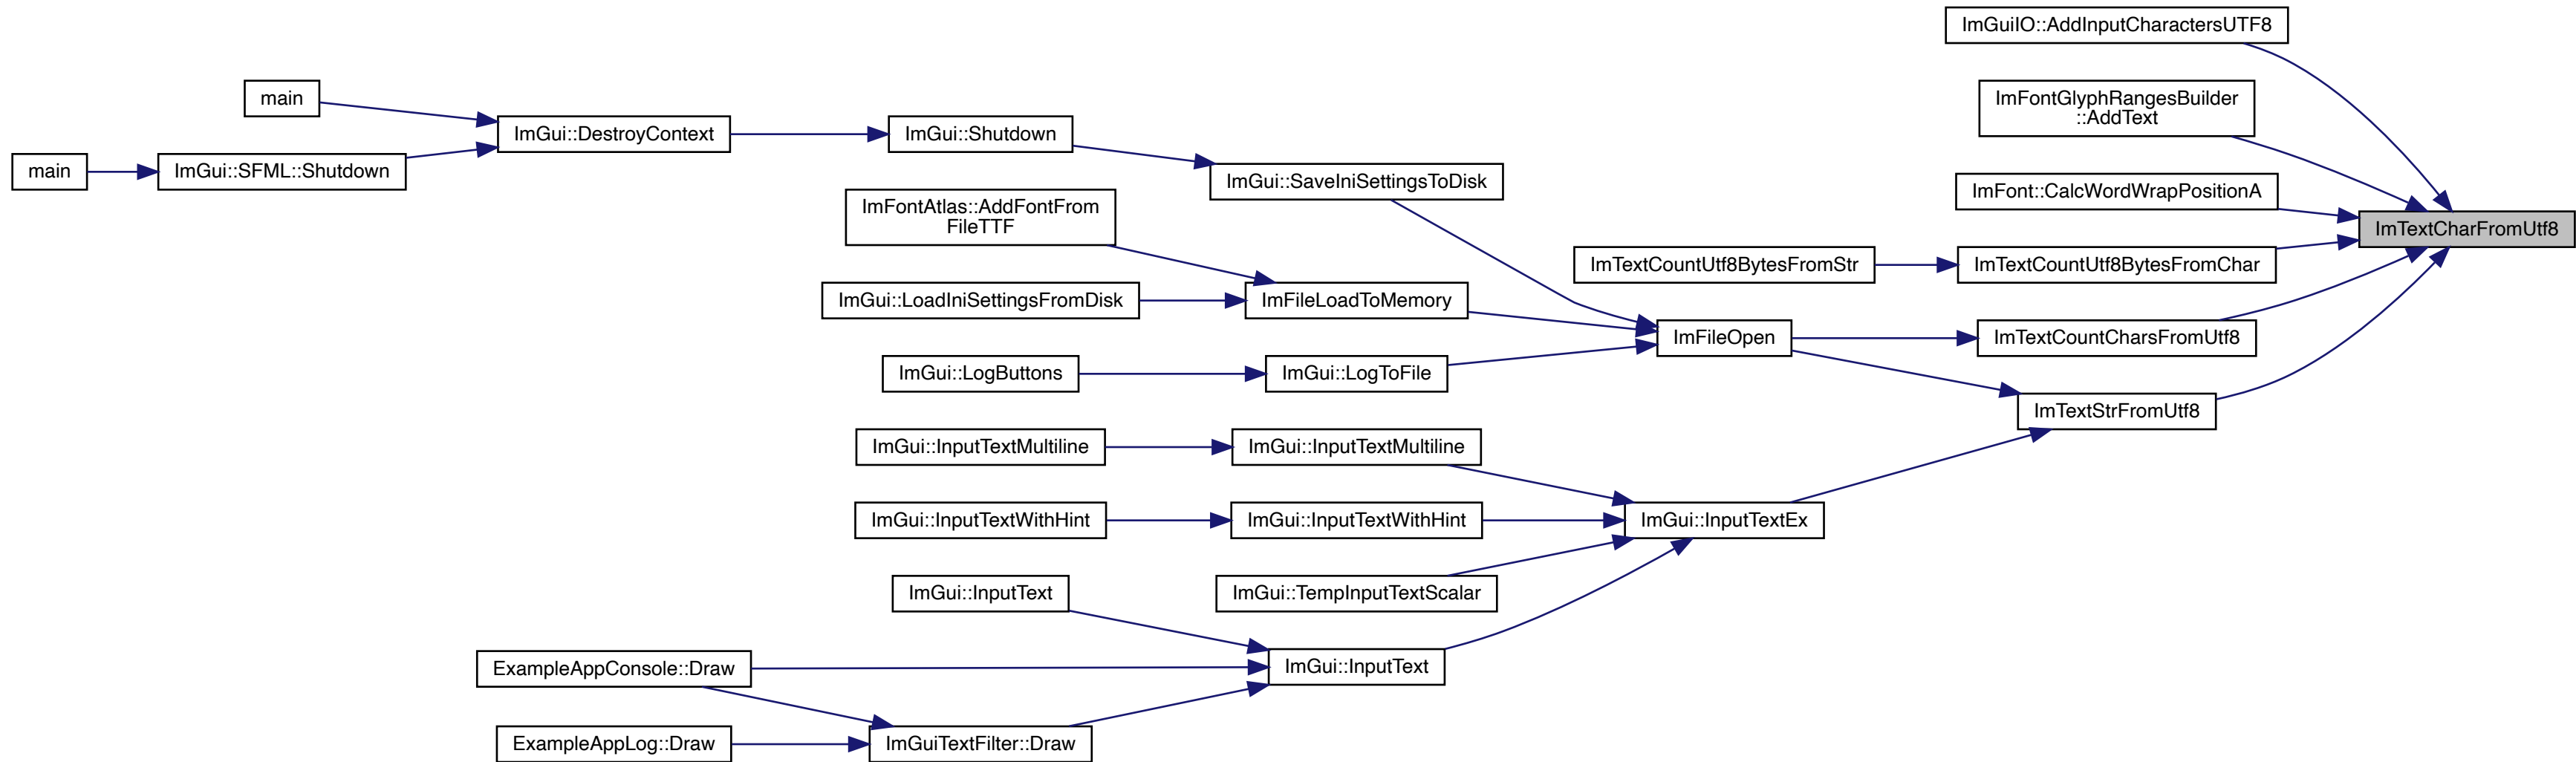 ImGuiIO::AddInputCharactersUTF8
main
ImFontGlyphRangesBuilder
::AddText
ImGui::DestroyContext
ImGui::Shutdown
main
ImGui::SFML::Shutdown
ImGui::SaveIniSettingsToDisk
ImFont::CalcWordWrapPositionA
ImFontAtlas::AddFontFrom
FileTTF
ImTextCharFromUtf8
ImTextCountUtf8BytesFromStr
ImTextCountUtf8BytesFromChar
ImGui::LoadIniSettingsFromDisk
ImFileLoadToMemory
ImFileOpen
ImTextCountCharsFromUtf8
ImGui::LogButtons
ImGui::LogToFile
ImTextStrFromUtf8
ImGui::InputTextMultiline
ImGui::InputTextMultiline
ImGui::InputTextWithHint
ImGui::InputTextWithHint
ImGui::InputTextEx
ImGui::InputText
ImGui::TempInputTextScalar
ExampleAppConsole::Draw
ImGui::InputText
ExampleAppLog::Draw
ImGuiTextFilter::Draw